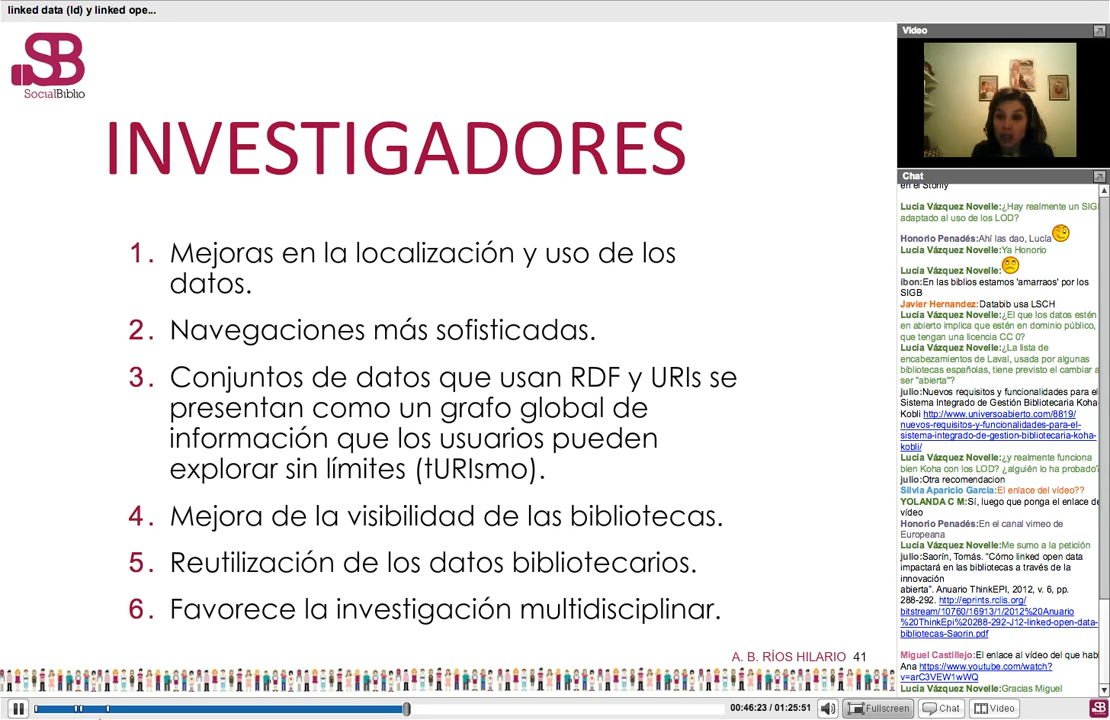 linked data (ld) y linked ope...
SB
SocialBiblio
INVESTIGADORES
1. Mejoras en la localización y uso de los
datos.
2. Navegaciones más sofisticadas.
3. Conjuntos de datos que usan RDF y URIs se
presentan como un grafo global de
información que los usuarios pueden
explorar sin límites (tURIsmo).
4. Mejora de la visibilidad de las bibliotecas.
5. Reutilización de los datos bibliotecarios.
6. Favorece la investigación multidisciplinar.
A. B. RÍOS HILARIO 41
Video
Chat
en el Storify
Lucía Vázquez Novelle:¿Hay realmente un SIG
adaptado al uso de los LOD?
Honorio Penadés:Ahí las dao, Lucía
Lucía Vázquez Novelle:Ya Honorio
Lucía Vázquez Novelle:
ibon:En las biblios estamos 'amarraos' por los
SIGB
Javier Hernandez:Databib usa LSCH
Lucía Vázquez Novelle:¿El que los datos estén
en abierto implica que estén en dominio público,
que tengan una licencia CC 0?
Lucía Vázquez Novelle:¿La lista de
encabezamientos de Laval, usada por algunas
bibliotecas españolas, tiene previsto el cambiar a
ser "abierta"?
julio:Nuevos requisitos y funcionalidades para el
Sistema Integrado de Gestión Bibliotecaria Koha-
Kobli http://www.universoabierto.com/8819/
nuevos-requisitos-y-funcionalidades-para-el-
sistema-integrado-de-gestion-bibliotecaria-koha-
kobli/
Lucía Vázquez Novelle:¿y realmente funciona
bien Koha con los LOD? ¿alguién lo ha probado?
julio:Otra recomendacion
Silvia Aparicio Garcia:El enlace del vídeo??
YOLANDA C M:Sí, luego que ponga el enlace de
vídeo
Honorio Penadés:En el canal vimeo de
Europeana
Lucía Vázquez Novelle:Me sumo a la petición
julio:Saorín, Tomás. "Cómo linked open data
impactará en las bibliotecas a través de la
innovación
abierta". Anuario ThinkEPI, 2012, v. 6, pp.
288-292. http://eprints.rclis.org/
bitstream/10760/16913/1/2012%20Anuario
%20ThinkEpi%20288-292-J12-linked-open-data-
bibliotecas-Saorin.pdf
Miguel Castillejo:El enlace al vídeo del que hab
Ana https://www.youtube.com/watch?
v=arC3VEW1wWQ
Lucía Vázquez Novelle:Gracias Miguel
00:46:23 / 01:25:51
Fullscreen
Chat
Video
SB